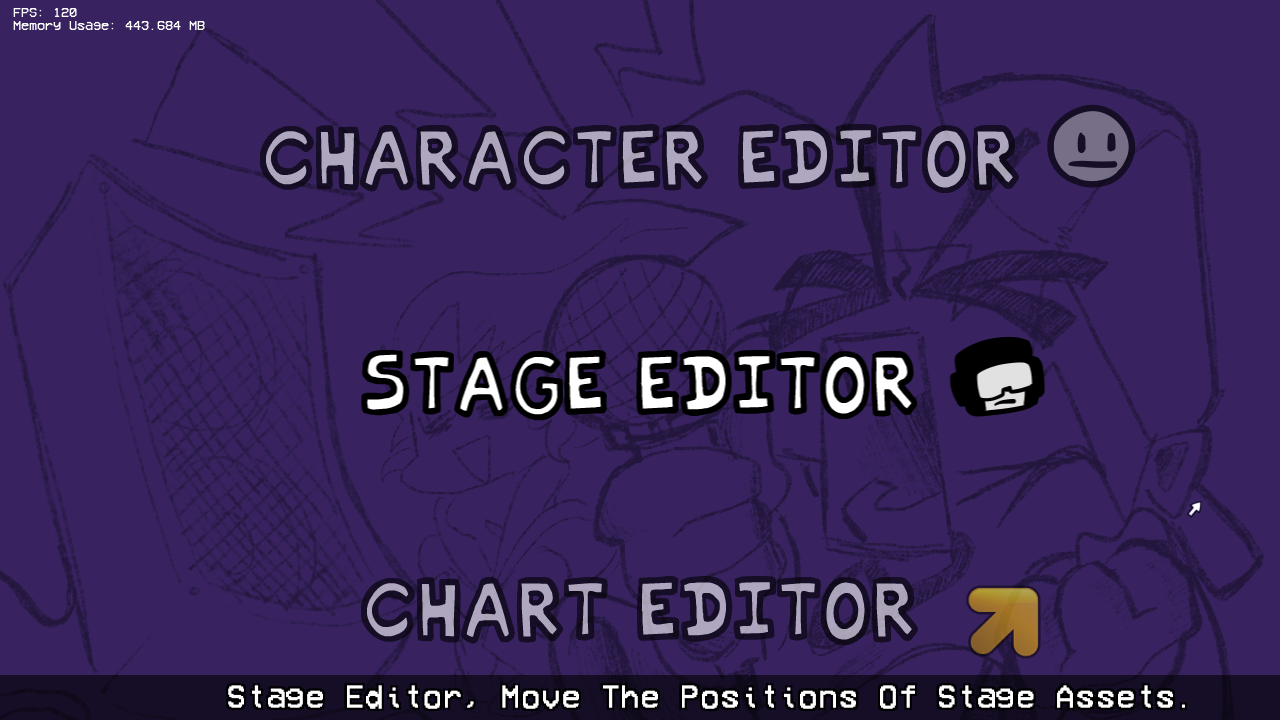 FPS: 120
Memory Usage: 443.684 MB
CHARACTER EDITOR
STAGE EDITOR
CHART EDITOR
Stage Editor, Move The Positions Of Stage Assets.